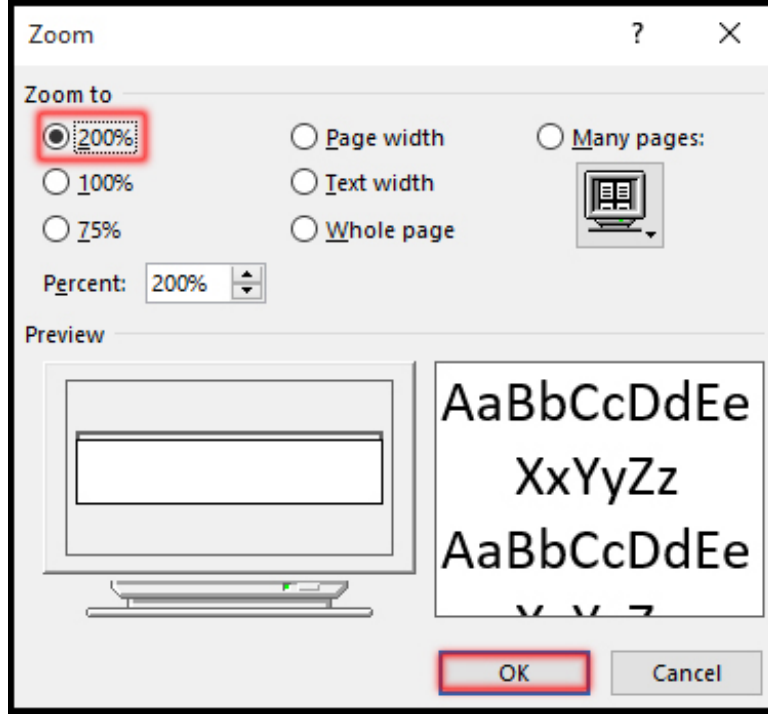 Zoom ?
Zoom to
200% Page width Many pages:
100% Text width
75% Whole page
Percent: 200%
Preview
AaBbCcDdEe
XxYyZz
AaBbCcDdEe
OK Cancel